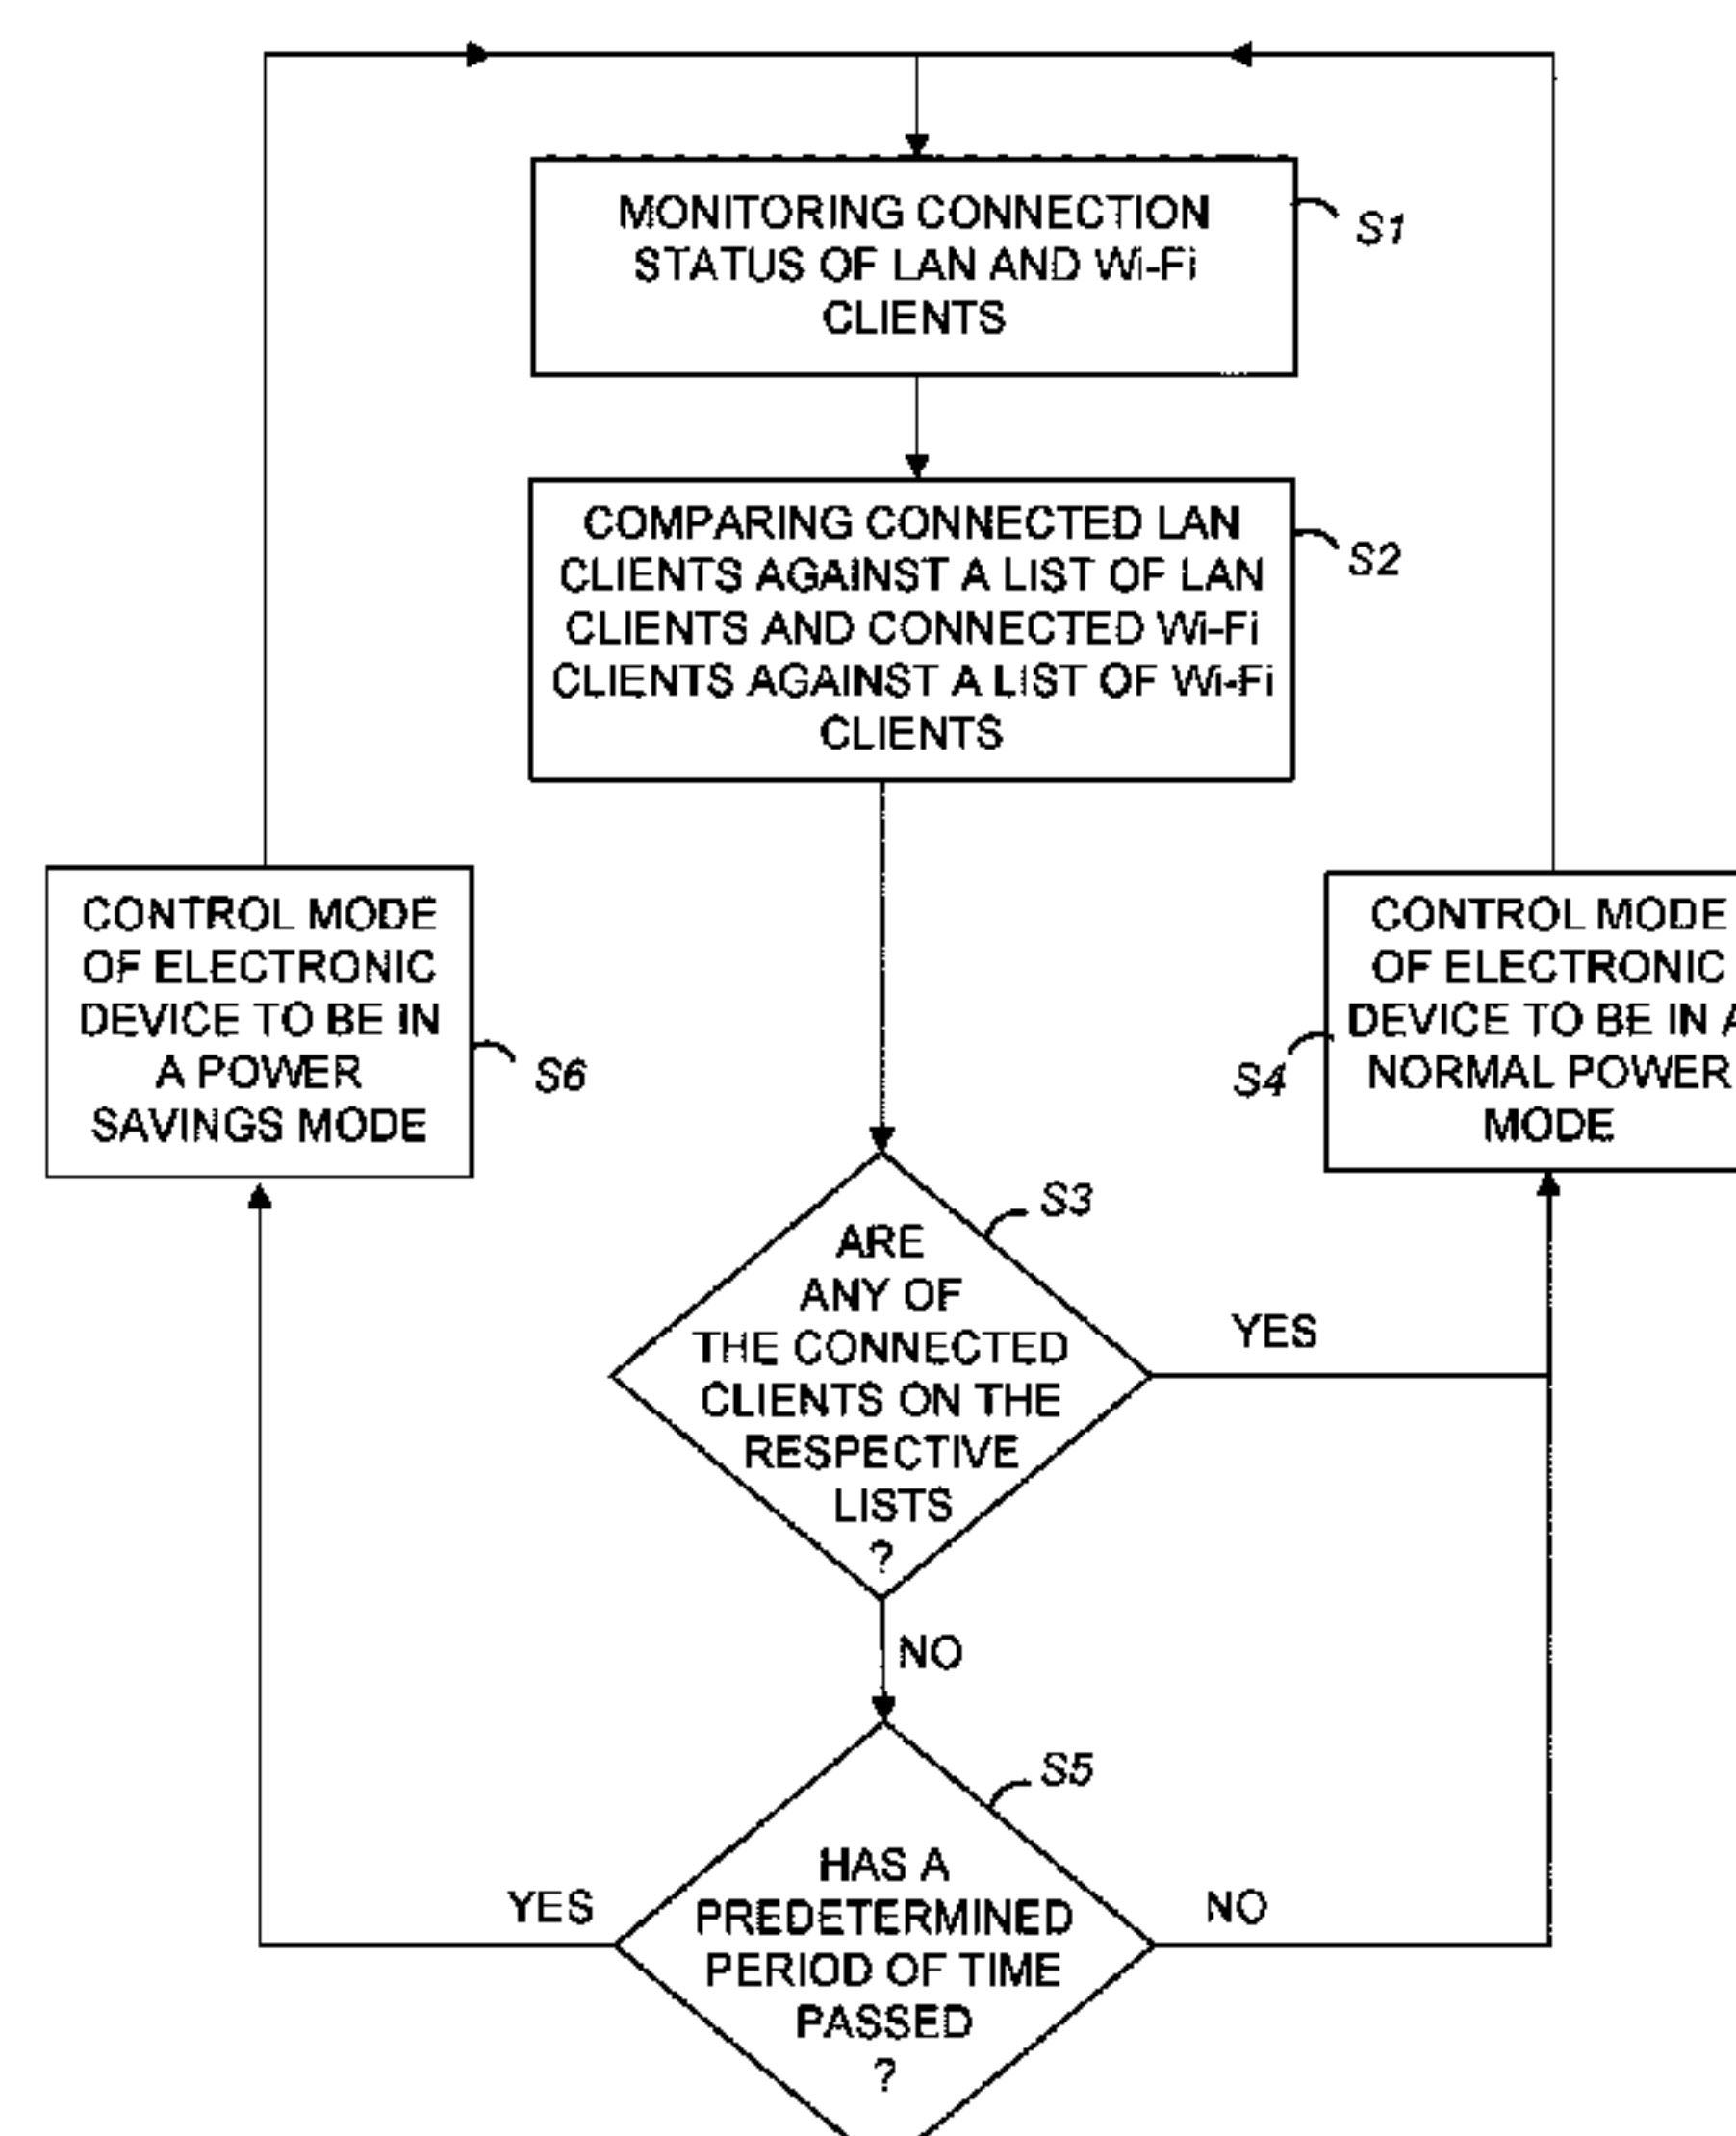 MONITORING CONNECTION
STATUS OF LAN AND Wi-Fi
CLIENTS
S1
COMPARING CONNECTED LAN
CLIENTS AGAINST A LIST OF LAN
CLIENTS AND CONNECTED Wi-Fi
CLIENTS AGAINST A LIST OF Wi-Fi
CLIENTS
S2
CONTROL MODE
OF ELECTRONIC
DEVICE TO BE IN
A POWER
SAVINGS MODE
S6
S4
CONTROL MODE
OF ELECTRONIC
DEVICE TO BE IN A
NORMAL POWER
MODE
S3
ARE
ANY OF
THE CONNECTED
CLIENTS ON THE
RESPECTIVE
LISTS
?
YES
NO
S5
HAS A
PREDETERMINED
PERIOD OF TIME
PASSED
?
YES
NO